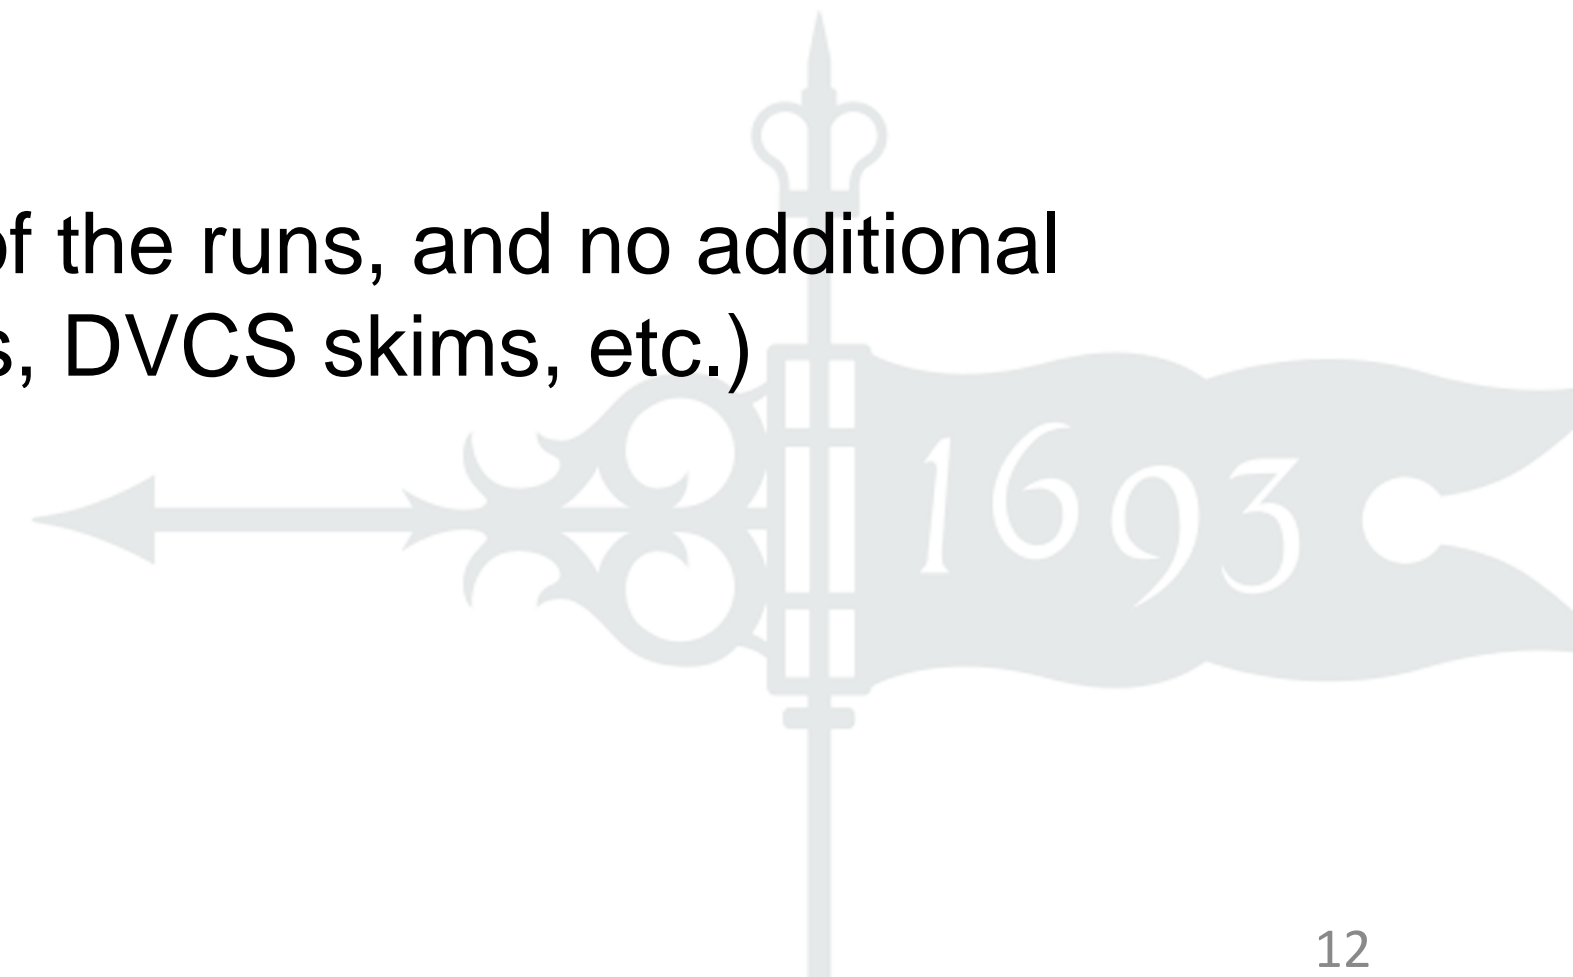 of the runs, and no additional
s, DVCS skims, etc.)
1693
12